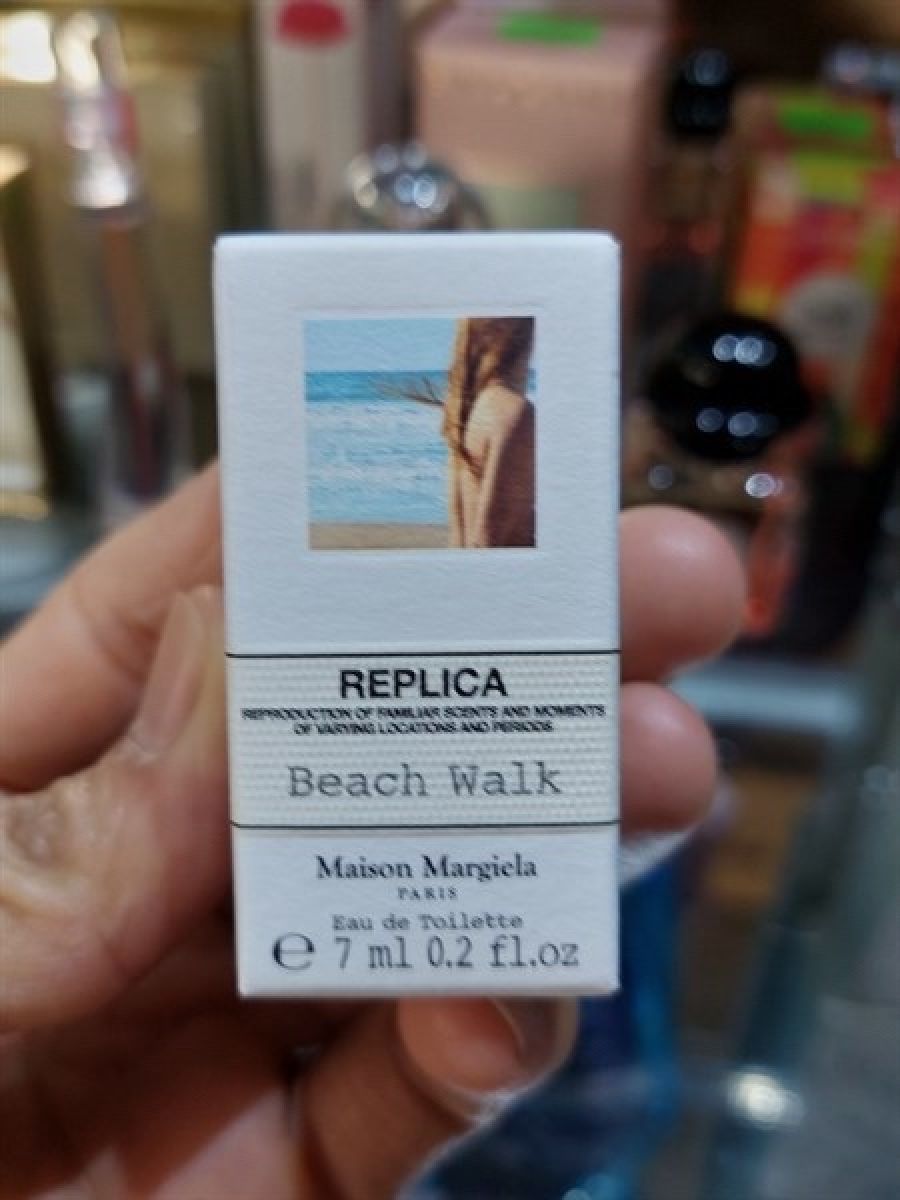 REPLICA
REPRODUCTION OF FAMILIAR SCENTS AND MOMENTS
OF VARYING LOCATIONS AND PERIODS
Beach Walk
Maison Margiela
PARIS
Eau de Toilette
℮ 7 ml 0.2 fl.oz